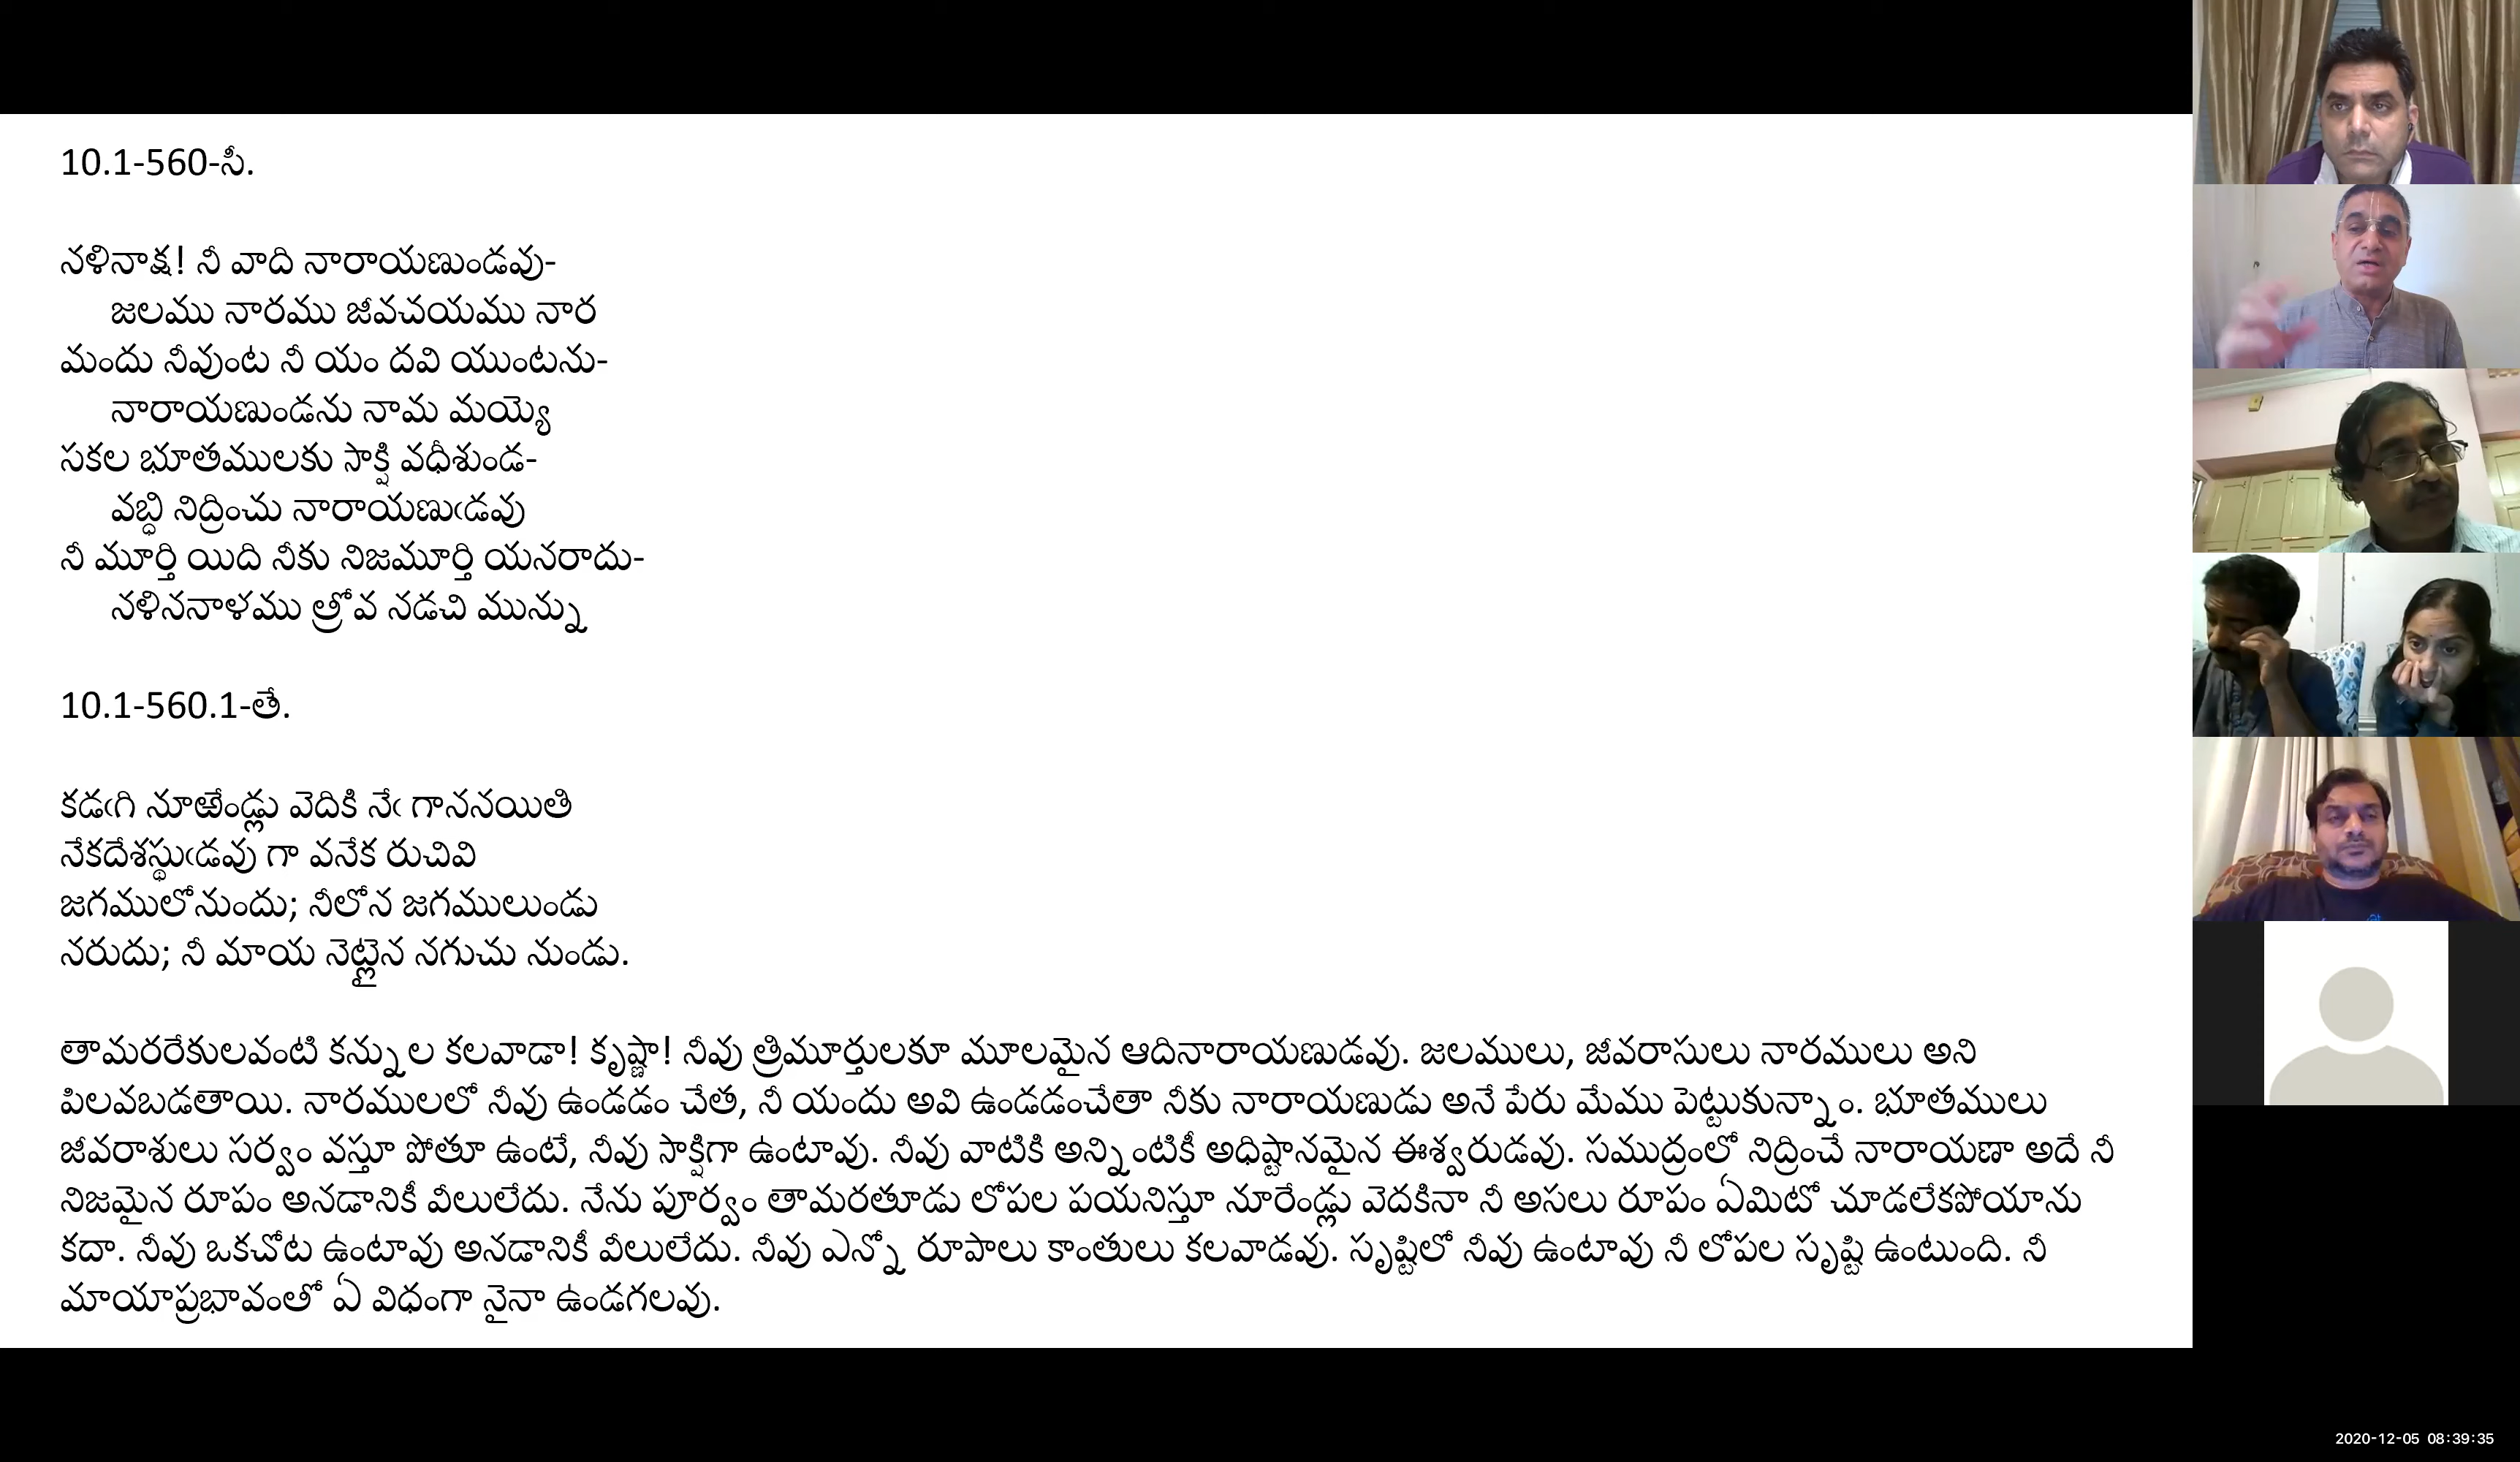 10.1-560-సీ.
నళినాక్ష! నీ వాది నారాయణుండవు-
జలము నారము జీవచయము నార
మందు నీవుంట నీ యం దవి యుంటను-
నారాయణుండను నామ మయ్యె
సకల భూతములకు సాక్షి వధీశుండ-
వబ్ధి నిద్రించు నారాయణుఁడవు
నీ మూర్తి యిది నీకు నిజమూర్తి యనరాదు-
నళిననాళము త్రోవ నడచి మున్ను
10.1-560.1-తే.
కడఁగి నూఱేండ్లు వెదికి నేఁ గాననయితి
నేకదేశస్థుఁడవు గా వనేక రుచివి
జగములోనుందు; నీలోన జగములుండు
నరుదు; నీ మాయ నెట్లైన నగుచు నుండు.
తామరరేకులవంటి కన్నుల కలవాడా! కృష్ణా! నీవు త్రిమూర్తులకూ మూలమైన ఆదినారాయణుడవు. జలములు, జీవరాసులు నారములు అని
పిలవబడతాయి. నారములలో నీవు ఉండడం చేత, నీ యందు అవి ఉండడంచేతా నీకు నారాయణుడు అనే పేరు మేము పెట్టుకున్నాం. భూతములు
జీవరాశులు సర్వం వస్తూ పోతూ ఉంటే, నీవు సాక్షిగా ఉంటావు. నీవు వాటికి అన్నింటికీ అధిష్టానమైన ఈశ్వరుడవు. సముద్రంలో నిద్రించే నారాయణా అదే నీ
నిజమైన రూపం అనడానికీ వీలులేదు. నేను పూర్వం తామరతూడు లోపల పయనిస్తూ నూరేండ్లు వెదకినా నీ అసలు రూపం ఏమిటో చూడలేకపోయాను
కదా. నీవు ఒకచోట ఉంటావు అనడానికీ వీలులేదు. నీవు ఎన్నో రూపాలు కాంతులు కలవాడవు. సృష్టిలో నీవు ఉంటావు నీ లోపల సృష్టి ఉంటుంది. నీ
మాయాప్రభావంతో ఏ విధంగా నైనా ఉండగలవు.
2020-12-05 08:39:35